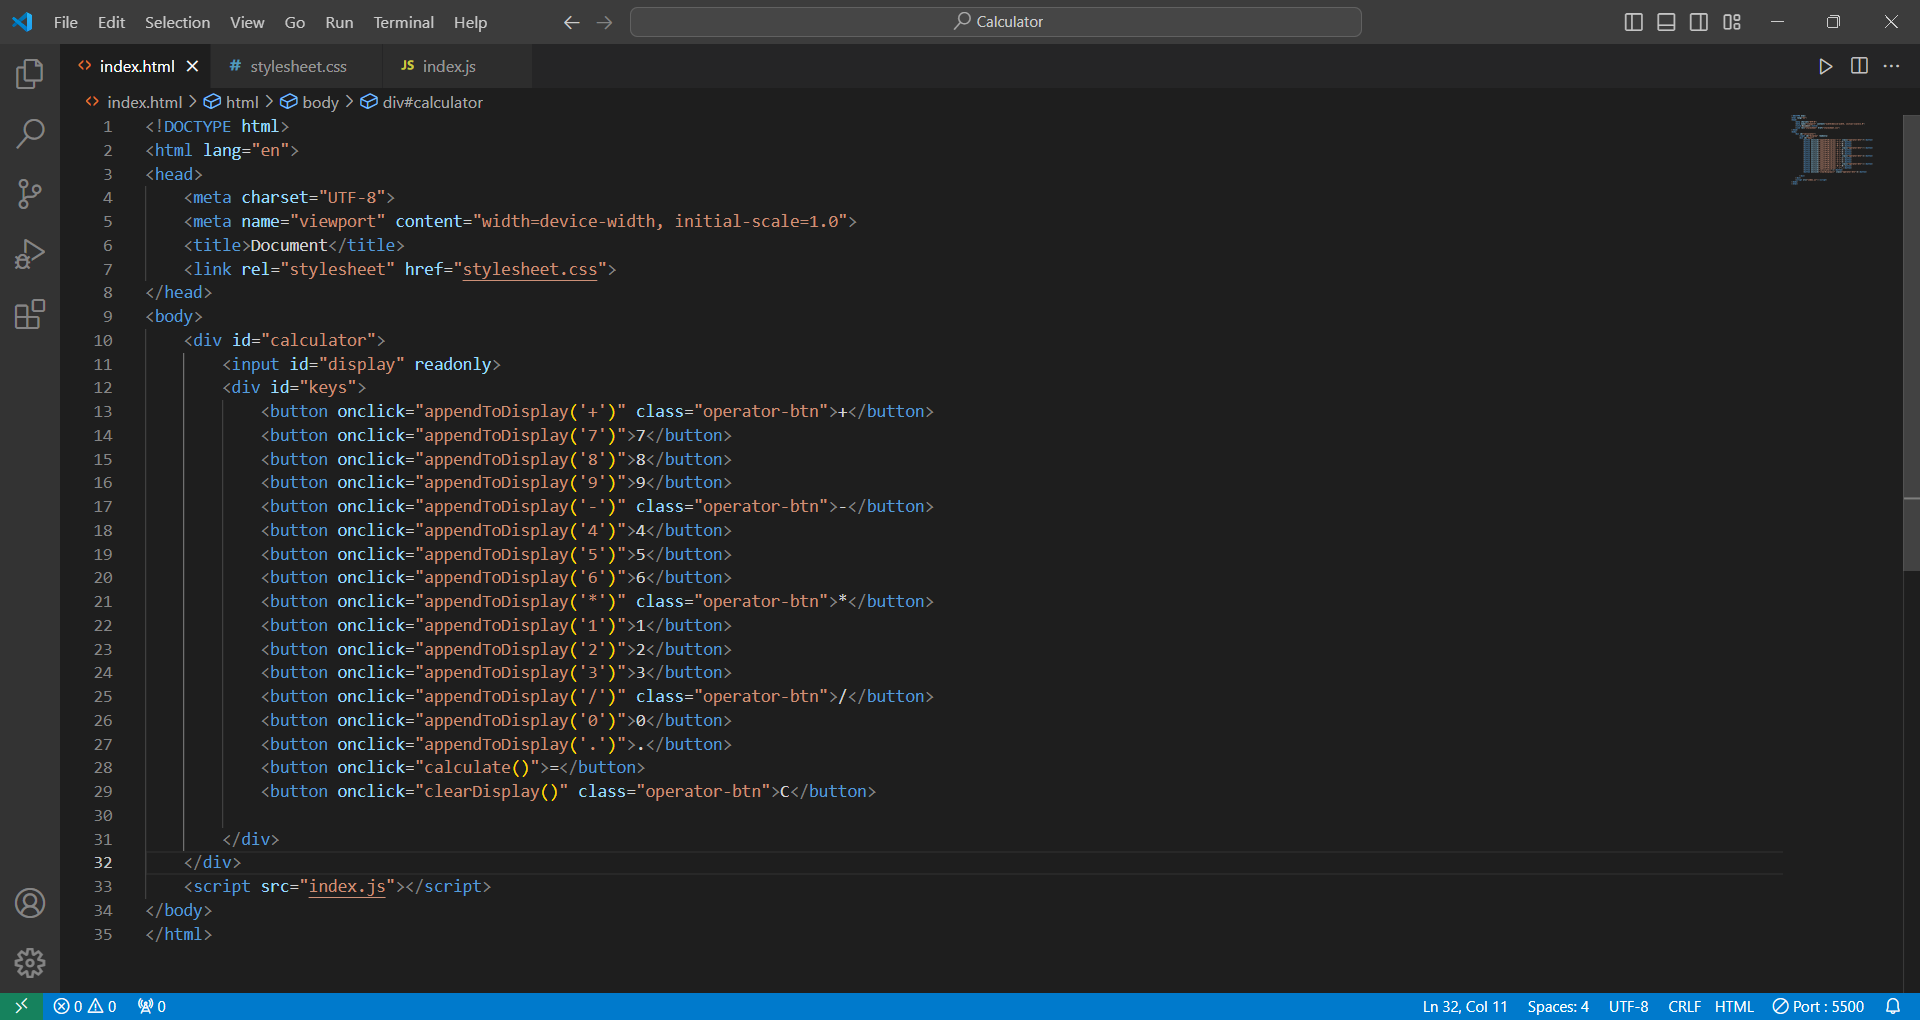 File Edit Selection View Go Run Terminal Help Calculator
index.html # stylesheet.css JS index.js
index.html > html > body > div#calculator
1 <!DOCTYPE html>
2 <html lang="en">
3 <head>
4 <meta charset="UTF-8">
5 <meta name="viewport" content="width=device-width, initial-scale=1.0">
6 <title>Document</title>
7 <link rel="stylesheet" href="stylesheet.css">
8 </head>
9 <body>
10 <div id="calculator">
11 <input id="display" readonly>
12 <div id="keys">
13 <button onclick="appendToDisplay('+')" class="operator-btn">+</button>
14 <button onclick="appendToDisplay('7')">7</button>
15 <button onclick="appendToDisplay('8')">8</button>
16 <button onclick="appendToDisplay('9')">9</button>
17 <button onclick="appendToDisplay('-')" class="operator-btn">-</button>
18 <button onclick="appendToDisplay('4')">4</button>
19 <button onclick="appendToDisplay('5')">5</button>
20 <button onclick="appendToDisplay('6')">6</button>
21 <button onclick="appendToDisplay('*')" class="operator-btn">*</button>
22 <button onclick="appendToDisplay('1')">1</button>
23 <button onclick="appendToDisplay('2')">2</button>
24 <button onclick="appendToDisplay('3')">3</button>
25 <button onclick="appendToDisplay('/')" class="operator-btn">/</button>
26 <button onclick="appendToDisplay('0')">0</button>
27 <button onclick="appendToDisplay('.')">.</button>
28 <button onclick="calculate()">=</button>
29 <button onclick="clearDisplay()" class="operator-btn">C</button>
30
31 </div>
32 </div>
33 <script src="index.js"></script>
34 </body>
35 </html>
0 0 0 Ln 32, Col 11 Spaces: 4 UTF-8 CRLF HTML Port : 5500